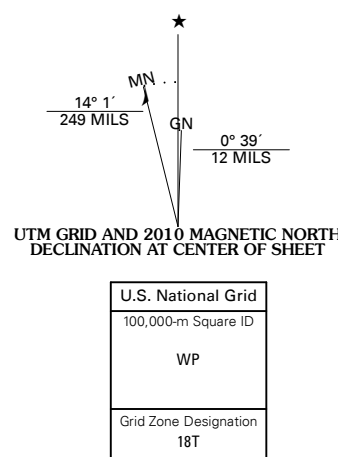 MN
14° 1´
249 MILS
GN
0° 39´
12 MILS
UTM GRID AND 2010 MAGNETIC NORTH
DECLINATION AT CENTER OF SHEET
U.S. National Grid
100,000-m Square ID
WP
Grid Zone Designation
18T